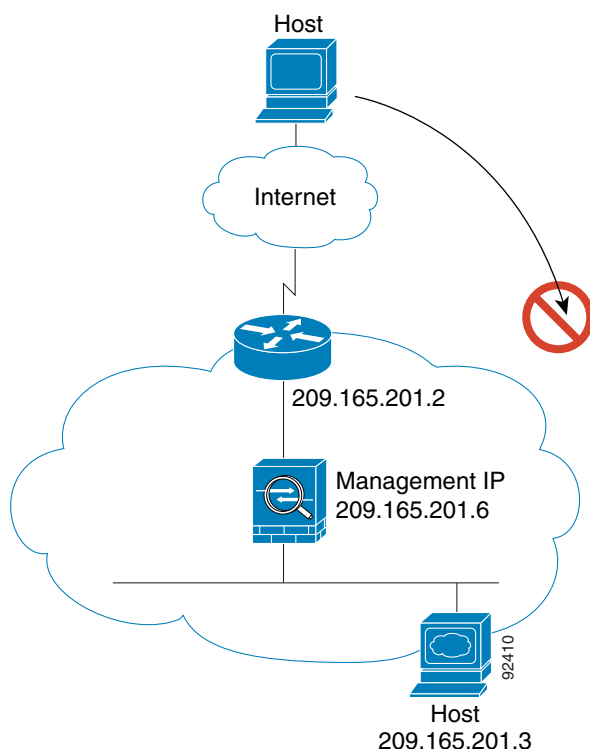 Host
Internet
209.165.201.2
Management IP
209.165.201.6
92410
Host
209.165.201.3